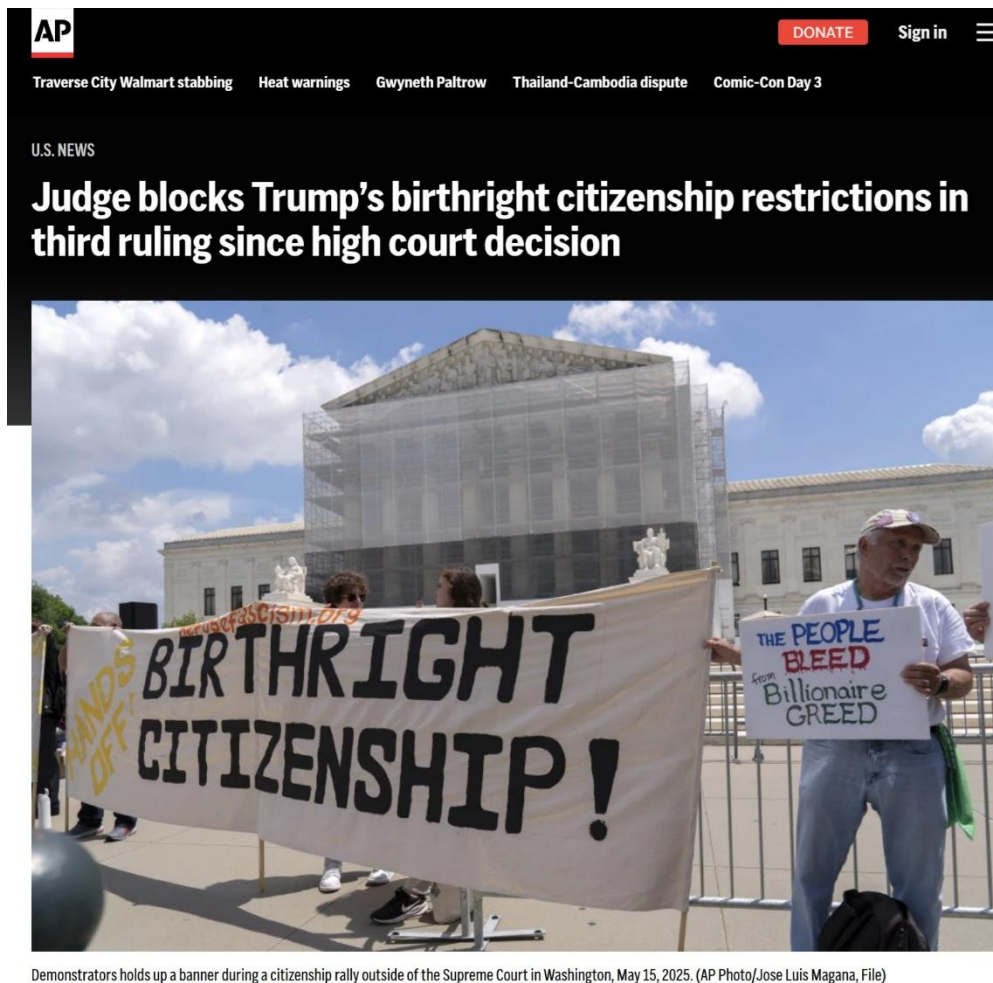 AP
DONATE
Sign in
Traverse City Walmart stabbing
Heat warnings
Gwyneth Paltrow
Thailand-Cambodia dispute
Comic-Con Day 3
U.S. NEWS
Judge blocks Trump's birthright citizenship restrictions in
third ruling since high court decision
refusefascism.org
HANDS
OFF
BIRTHRIGHT
CITIZENSHIP!
THE PEOPLE
BLEED
from
Billionaire
GREED
Demonstrators holds up a banner during a citizenship rally outside of the Supreme Court in Washington, May 15, 2025. (AP Photo/Jose Luis Magana, File)